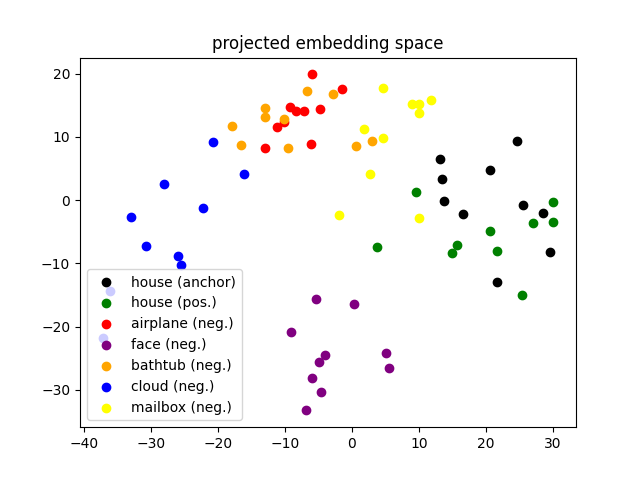 projected embedding space
20
10
0
−10
−20
−30
house (anchor)
house (pos.)
airplane (neg.)
face (neg.)
bathtub (neg.)
cloud (neg.)
mailbox (neg.)
−40 −30 −20 −10 0 10 20 30